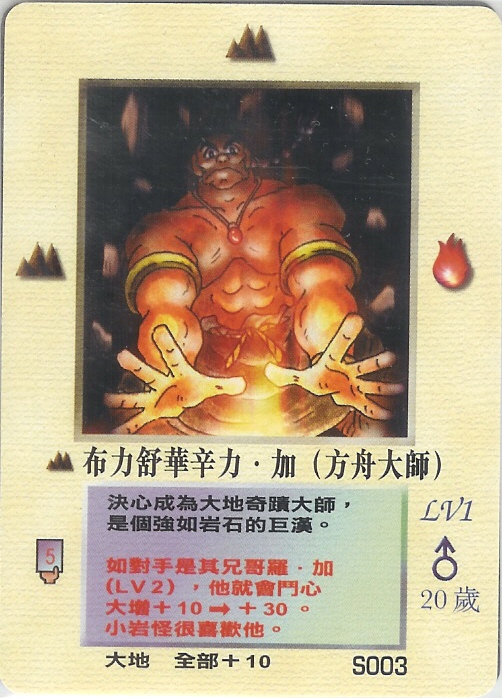 布力舒華辛力·加（方舟大師）
決心成為大地奇蹟大師，
是個強如岩石的巨漢。
如對手是其兄哥羅·加
(LV2)，他就會鬥心
大增＋10➡＋30。
小岩怪很喜歡他。
LV1
20歲
5
大地 全部＋10
S003